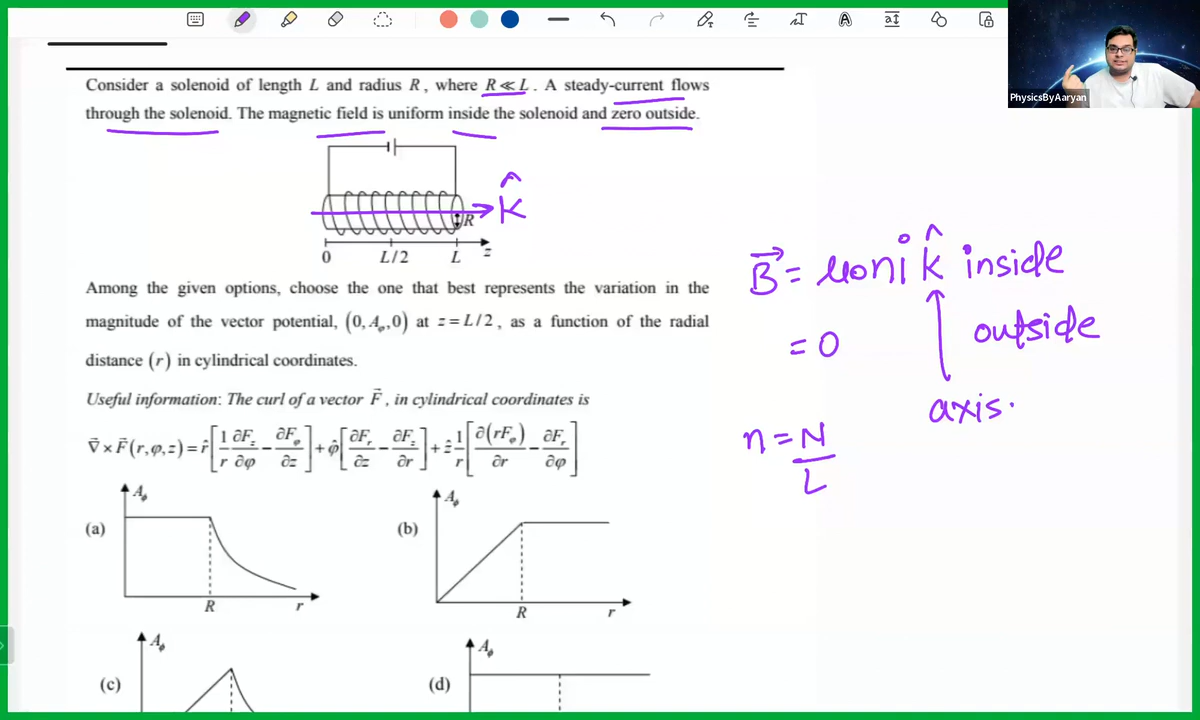 PhysicsByAaryan
Consider a solenoid of length L and radius R, where R ≪ L. A steady-current flows
through the solenoid. The magnetic field is uniform inside the solenoid and zero outside.
k̂
R
0 L/2 L z
Among the given options, choose the one that best represents the variation in the
magnitude of the vector potential, (0, Aφ, 0) at z = L/2, as a function of the radial
distance (r) in cylindrical coordinates.
Useful information: The curl of a vector F⃗, in cylindrical coordinates is
∇⃗ × F⃗(r, φ, z) = r̂[1/r ∂F_z/∂φ − ∂F_φ/∂z] + φ̂[∂F_r/∂z − ∂F_z/∂r] + ẑ 1/r[∂(rF_φ)/∂r − ∂F_r/∂φ]
(a) A_ϕ R r
(b) A_ϕ R r
(c) A_ϕ
(d) A_ϕ
B⃗ = μ0ni k̂ inside
= 0 outside
axis.
n = N/L